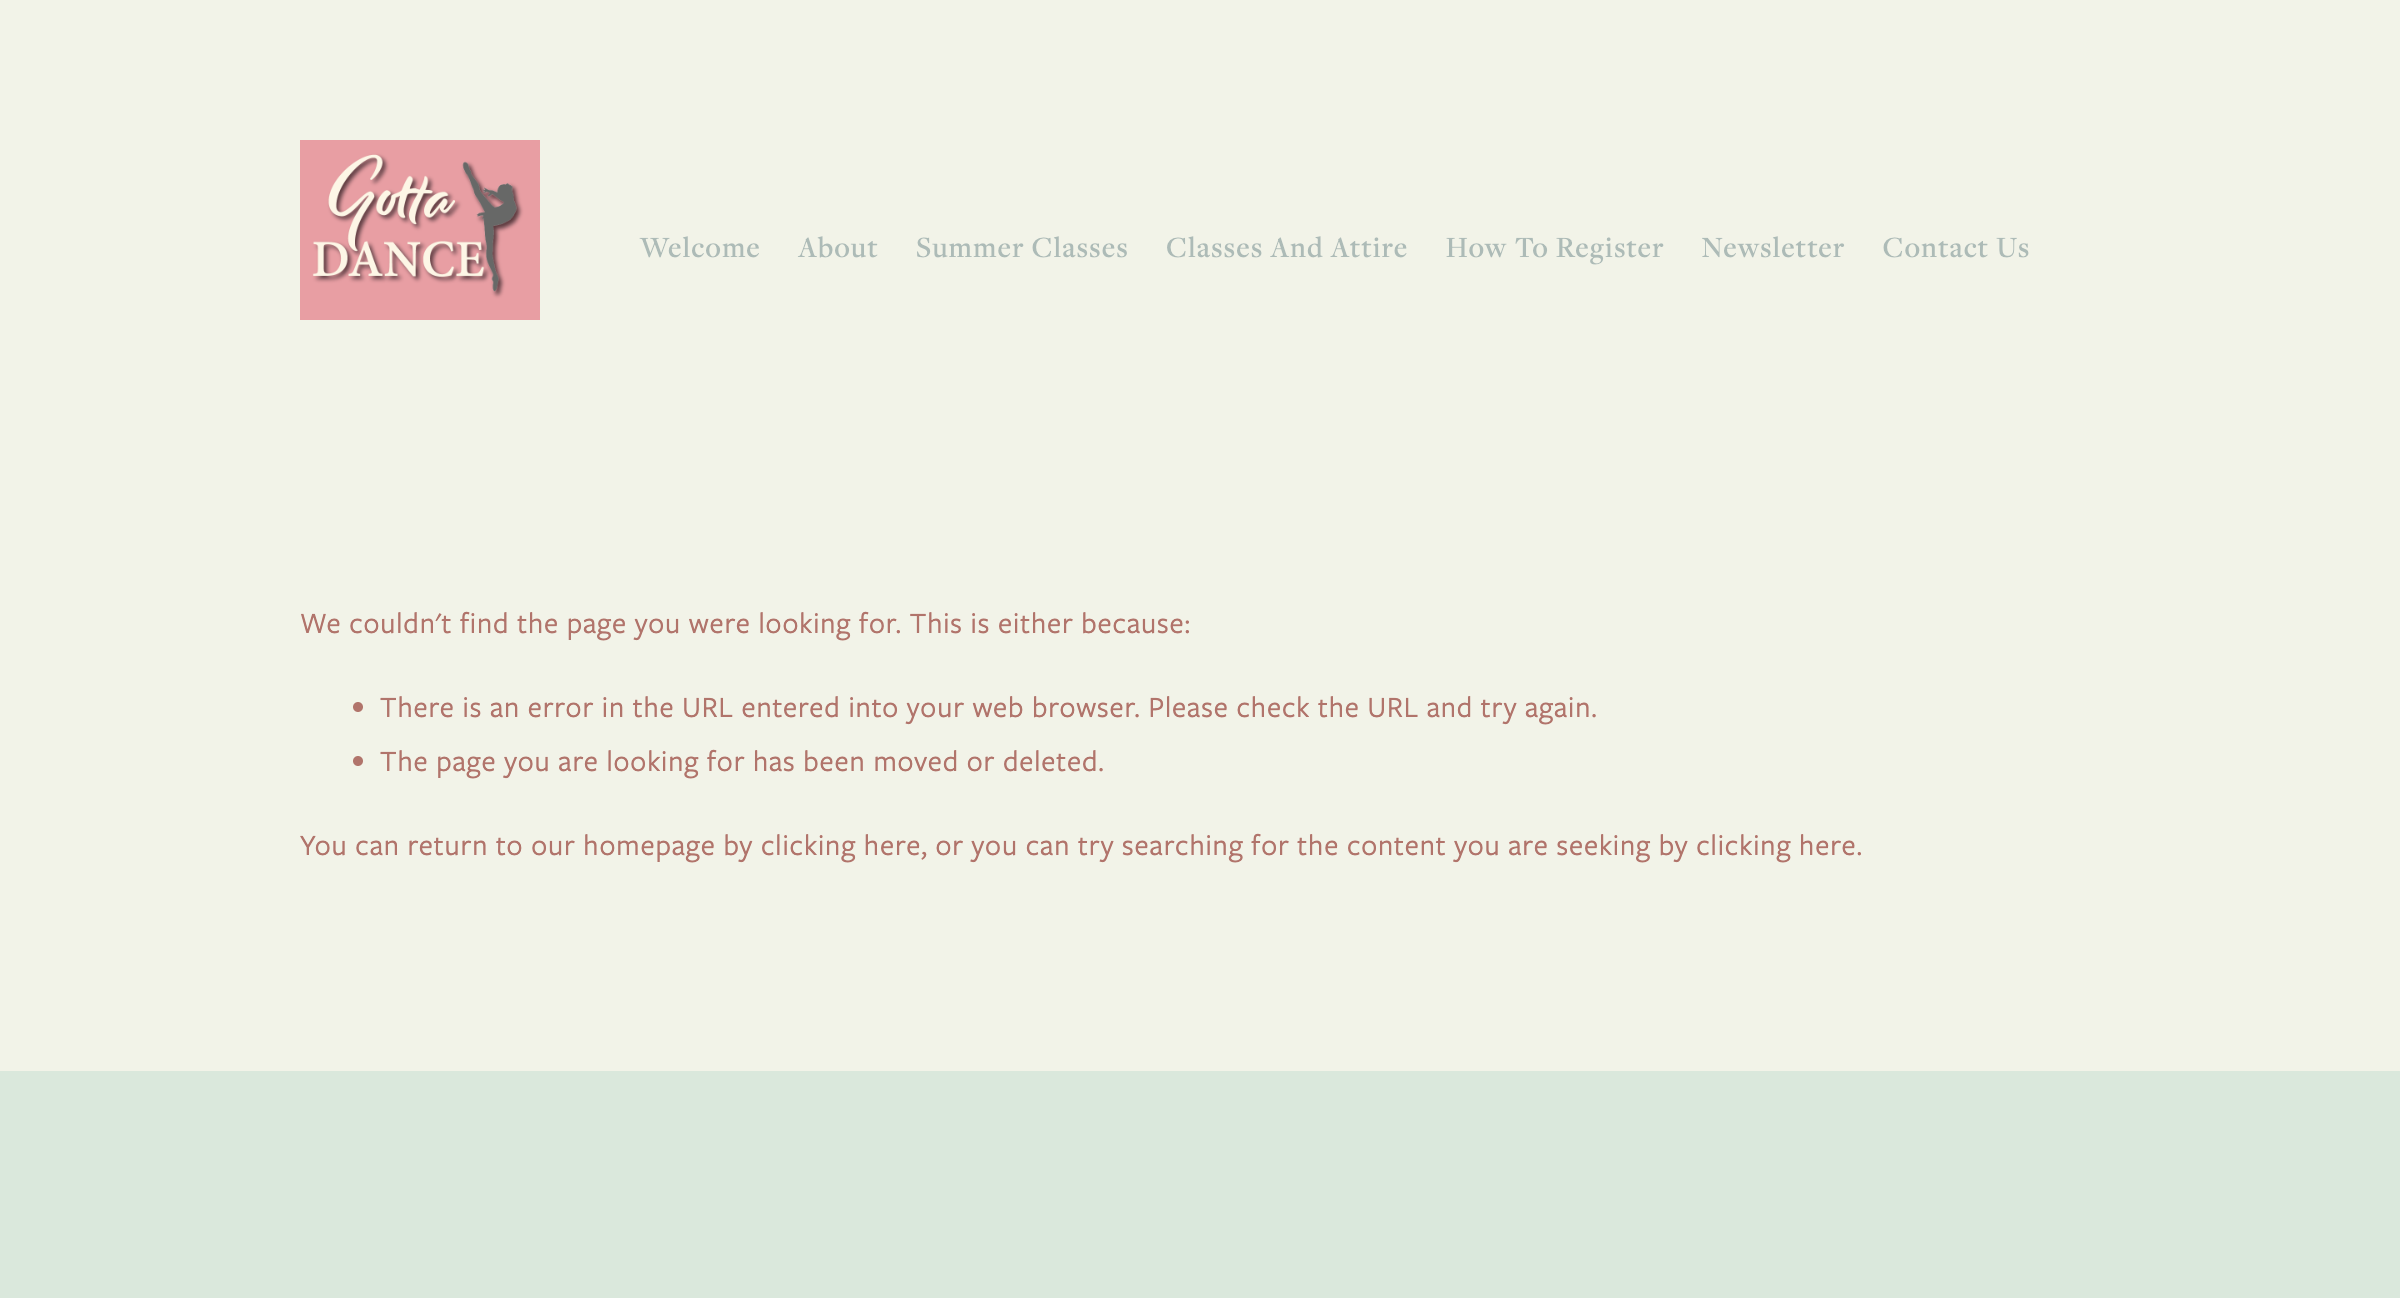 Gotta
DANCE
Welcome About Summer Classes Classes And Attire How To Register Newsletter Contact Us
We couldn't find the page you were looking for. This is either because:
• There is an error in the URL entered into your web browser. Please check the URL and try again.
• The page you are looking for has been moved or deleted.
You can return to our homepage by clicking here, or you can try searching for the content you are seeking by clicking here.